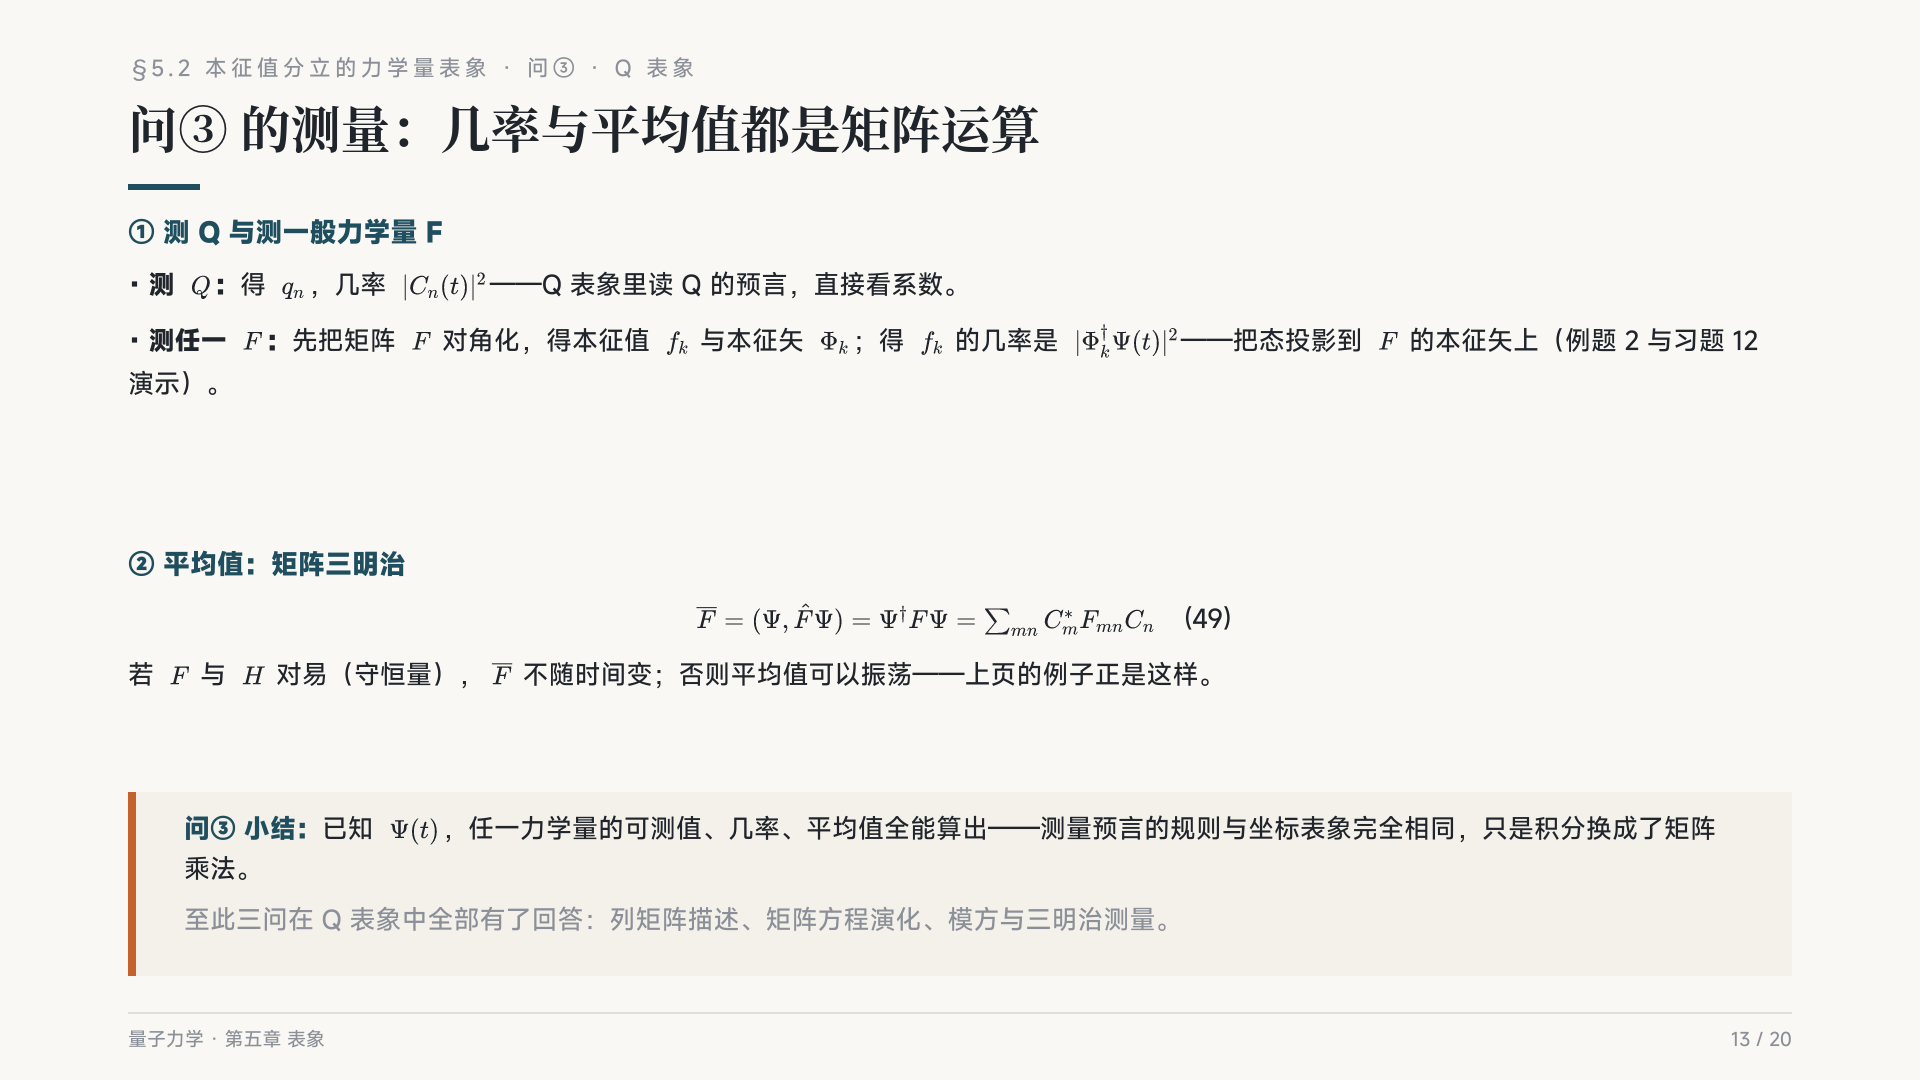 §5.2 本征值分立的力学量表象 · 问③ · Q 表象
问③ 的测量：几率与平均值都是矩阵运算
① 测 Q 与测一般力学量 F
· 测 Q：得 qₙ，几率 |Cₙ(t)|²——Q 表象里读 Q 的预言，直接看系数。
· 测任一 F：先把矩阵 F 对角化，得本征值 fₖ 与本征矢 Φₖ；得 fₖ 的几率是 |Φₖ†Ψ(t)|²——把态投影到 F 的本征矢上（例题 2 与习题 12
演示）。
② 平均值：矩阵三明治
F̅ = (Ψ, F̂Ψ) = Ψ†FΨ = ∑ₘₙ Cₘ* Fₘₙ Cₙ (49)
若 F 与 H 对易（守恒量），F̅ 不随时间变；否则平均值可以振荡——上页的例子正是这样。
问③ 小结：已知 Ψ(t)，任一力学量的可测值、几率、平均值全能算出——测量预言的规则与坐标表象完全相同，只是积分换成了矩阵
乘法。
至此三问在 Q 表象中全部有了回答：列矩阵描述、矩阵方程演化、模方与三明治测量。
量子力学 · 第五章 表象
13 / 20